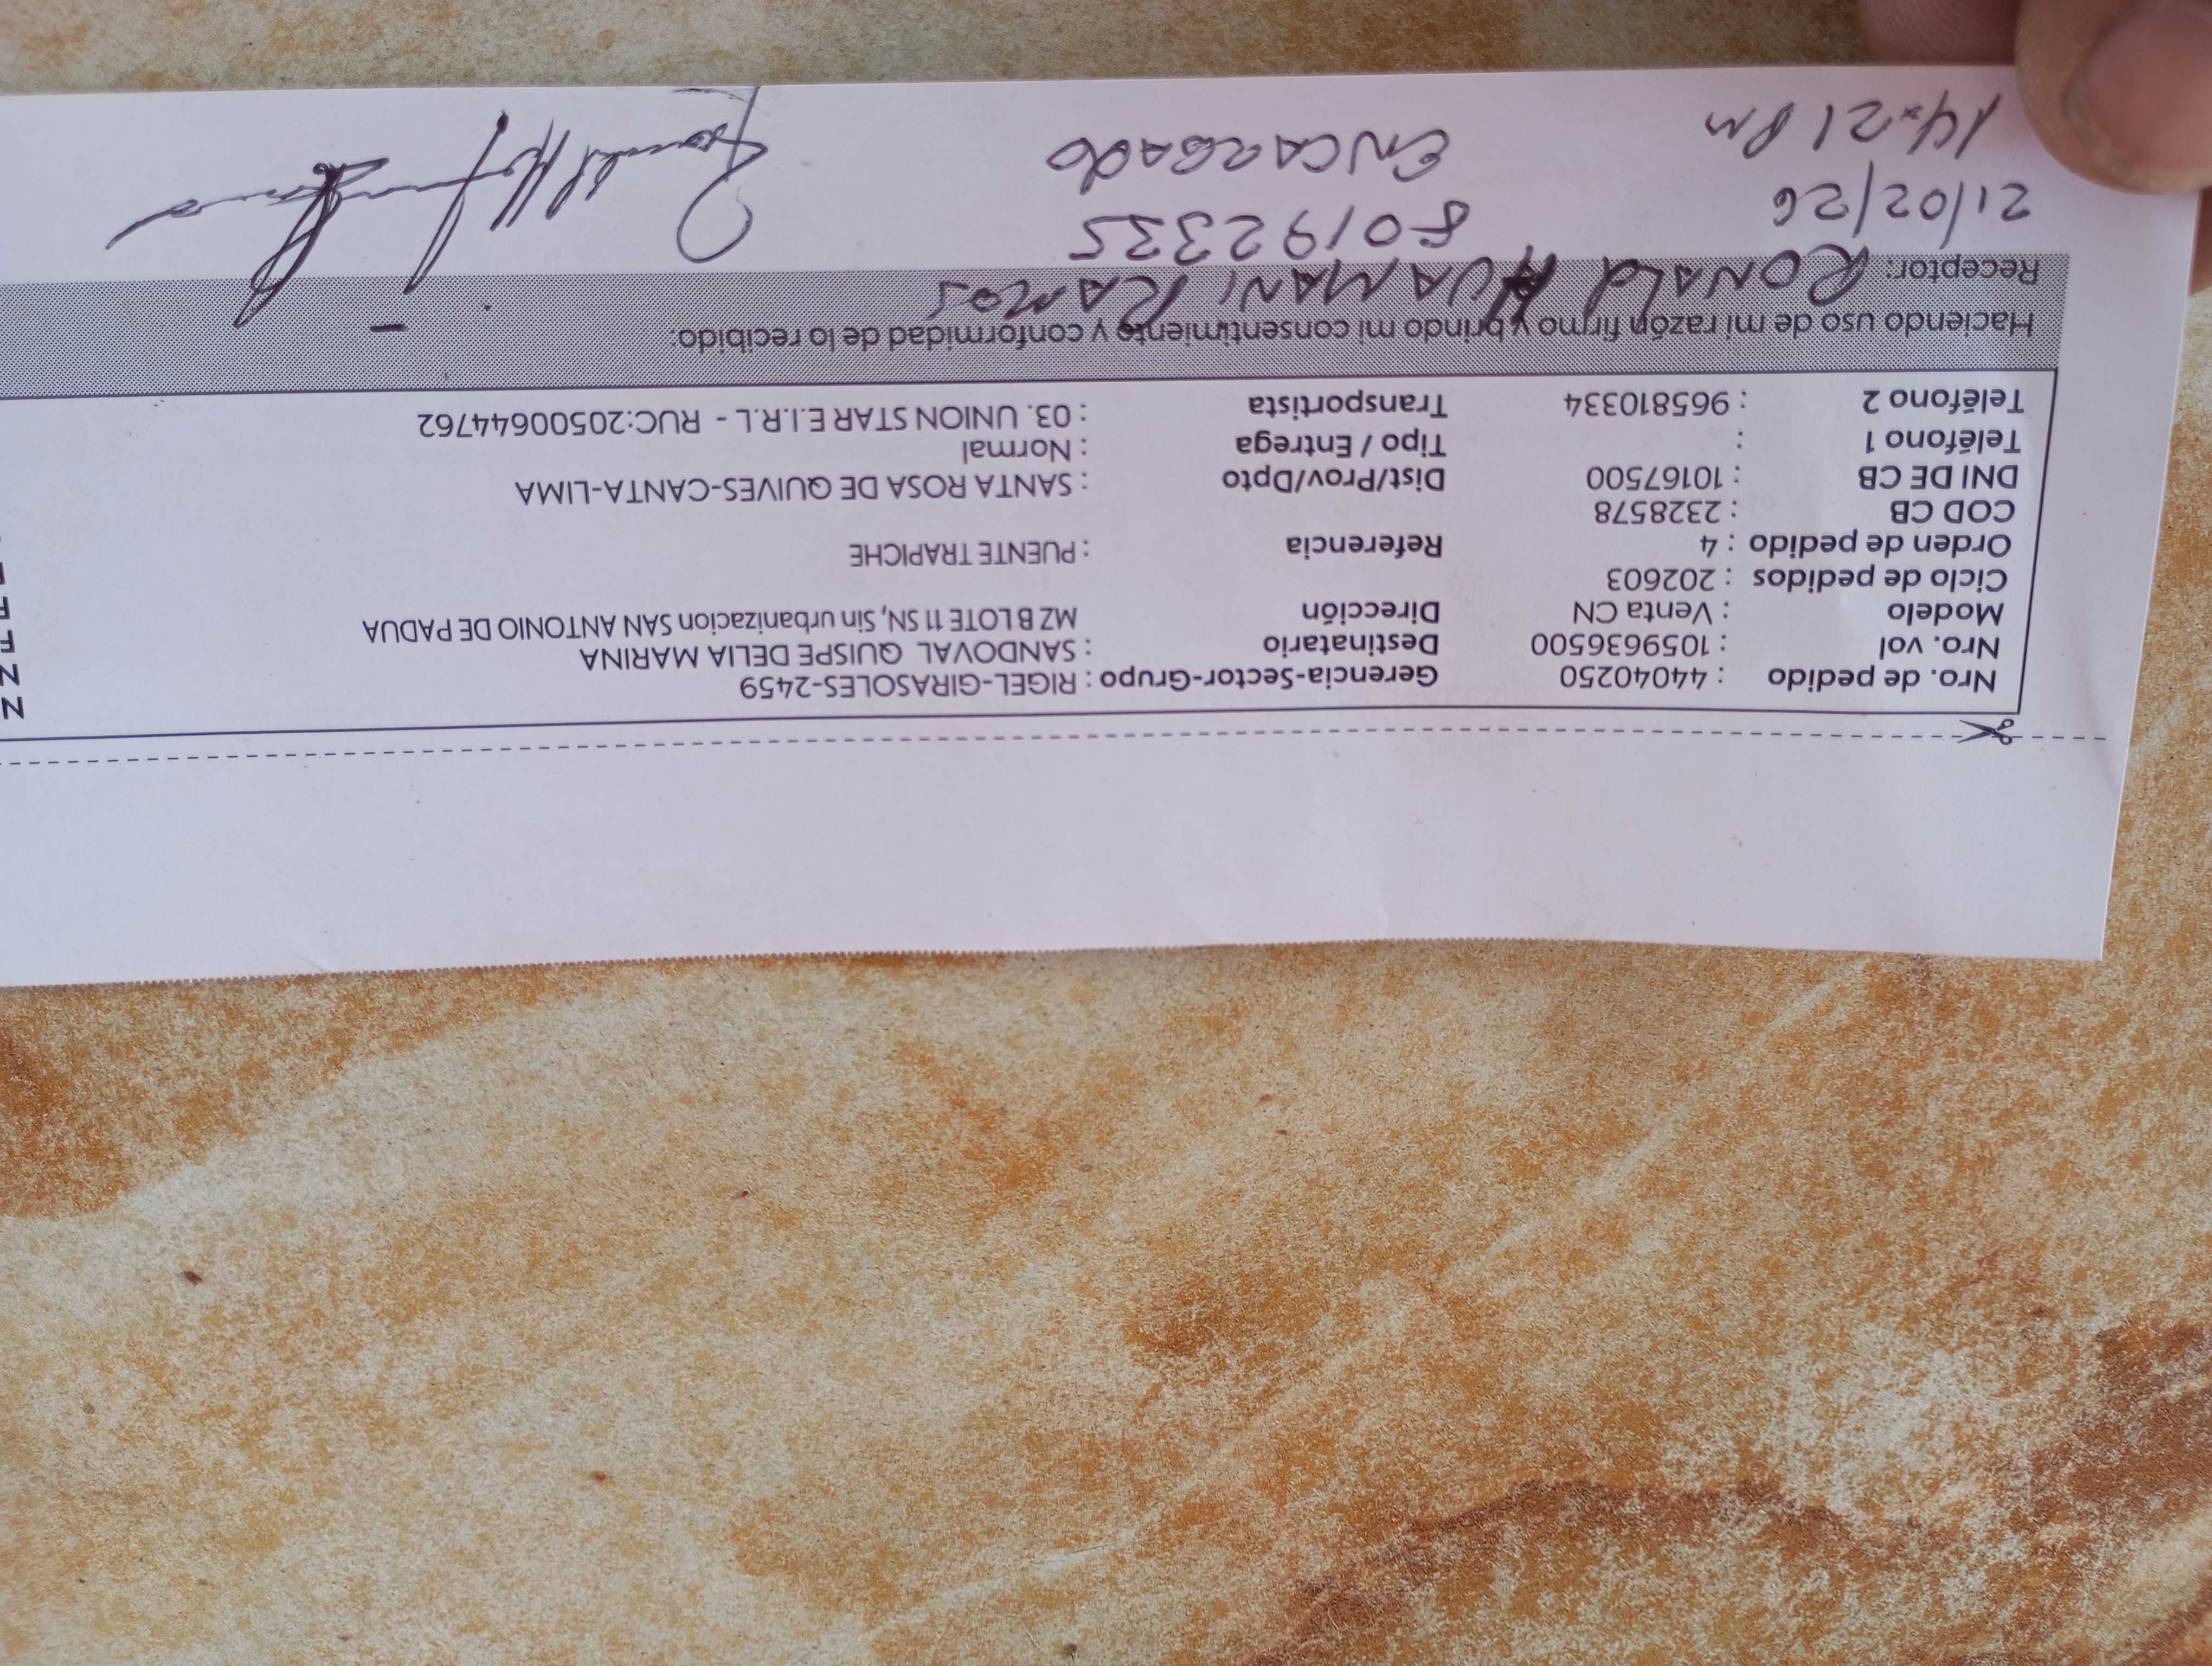 Nro. de pedido : 44040250 Gerencia-Sector-Grupo : RIGEL-GIRASOLES-2459
Nro. vol : 1059636500 Destinatario : SANDOVAL QUISPE DELIA MARINA
Modelo : Venta CN Dirección MZ B LOTE 11 SN, Sin urbanizacion SAN ANTONIO DE PADUA
Ciclo de pedidos : 202603
Orden de pedido : 4 Referencia : PUENTE TRAPICHE
COD CB : 2328578
DNI DE CB : 10167500 Dist/Prov/Dpto : SANTA ROSA DE QUIVES-CANTA-LIMA
Teléfono 1 : Tipo / Entrega : Normal
Teléfono 2 : 965810334 Transportista : 03. UNION STAR E.I.R.L - RUC:20500644762
Haciendo uso de mi razón firmo y brindo mi consentimiento y conformidad de lo recibido:
Receptor: RONALD HUAMANI RAMOS
21/02/26 80192335
14:21 PM ENCARGADO